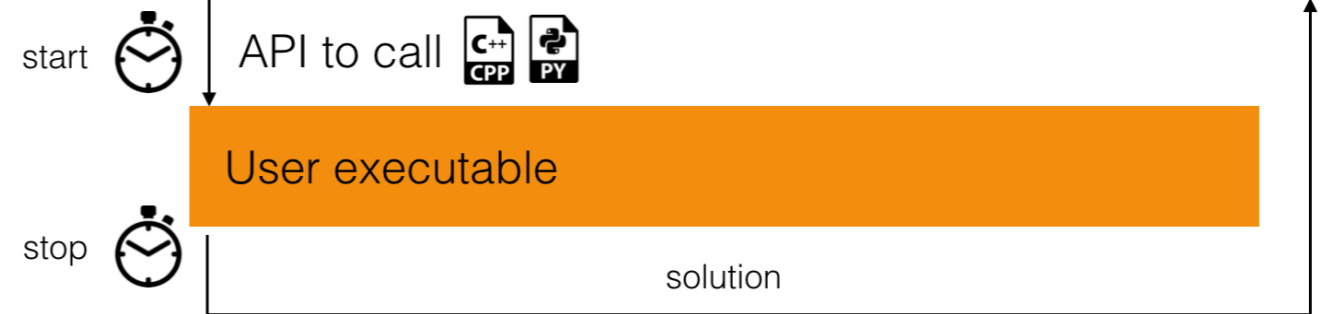 start
API to call
C++
CPP
PY
User executable
stop
solution